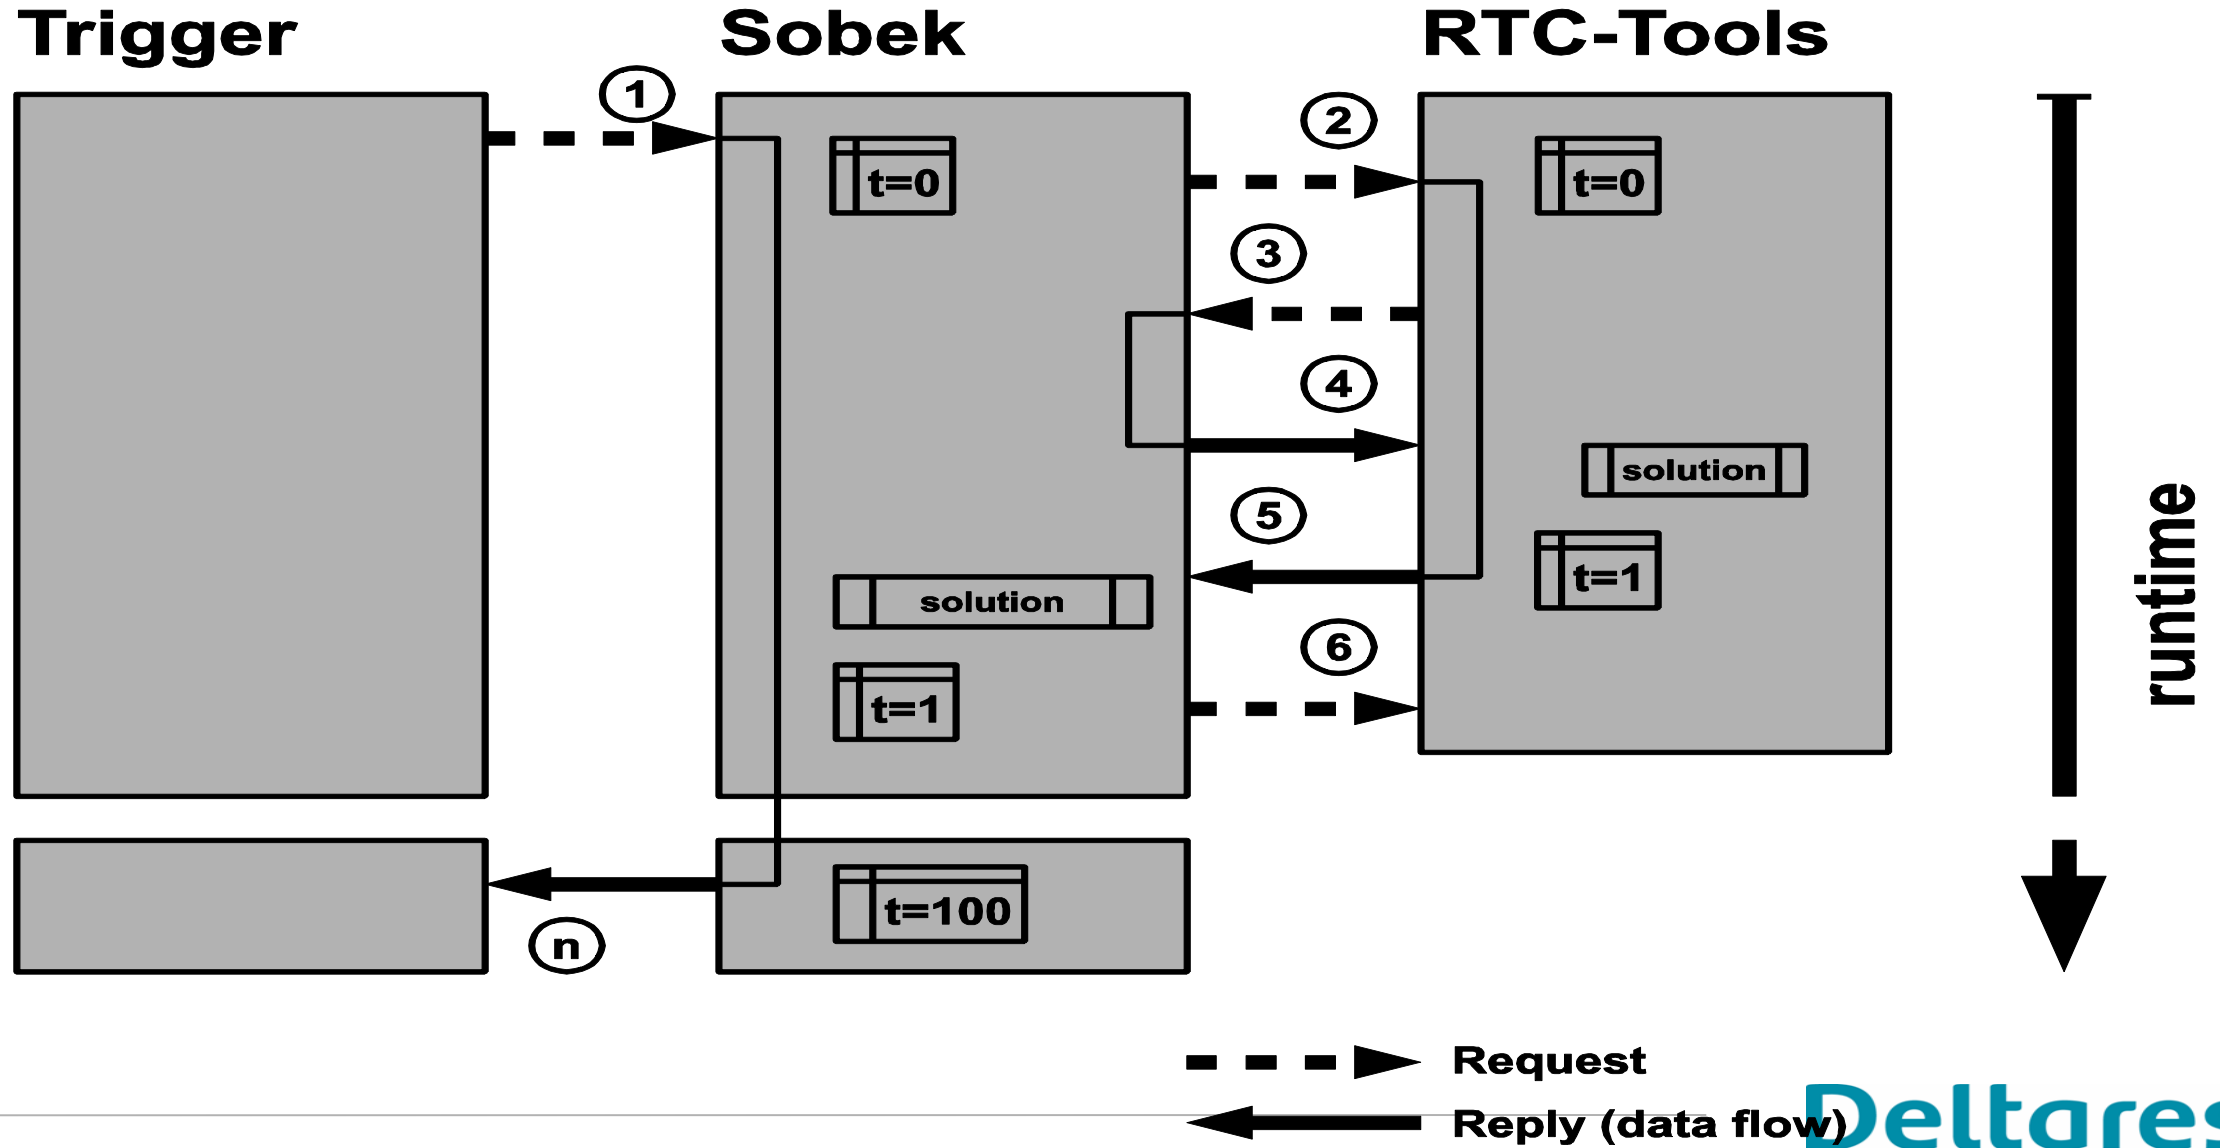 Trigger
Sobek
RTC-Tools
1
2
t=0
t=0
3
4
solution
5
t=1
solution
6
t=1
runtime
t=100
n
Request
Reply (data flow)
Deltares